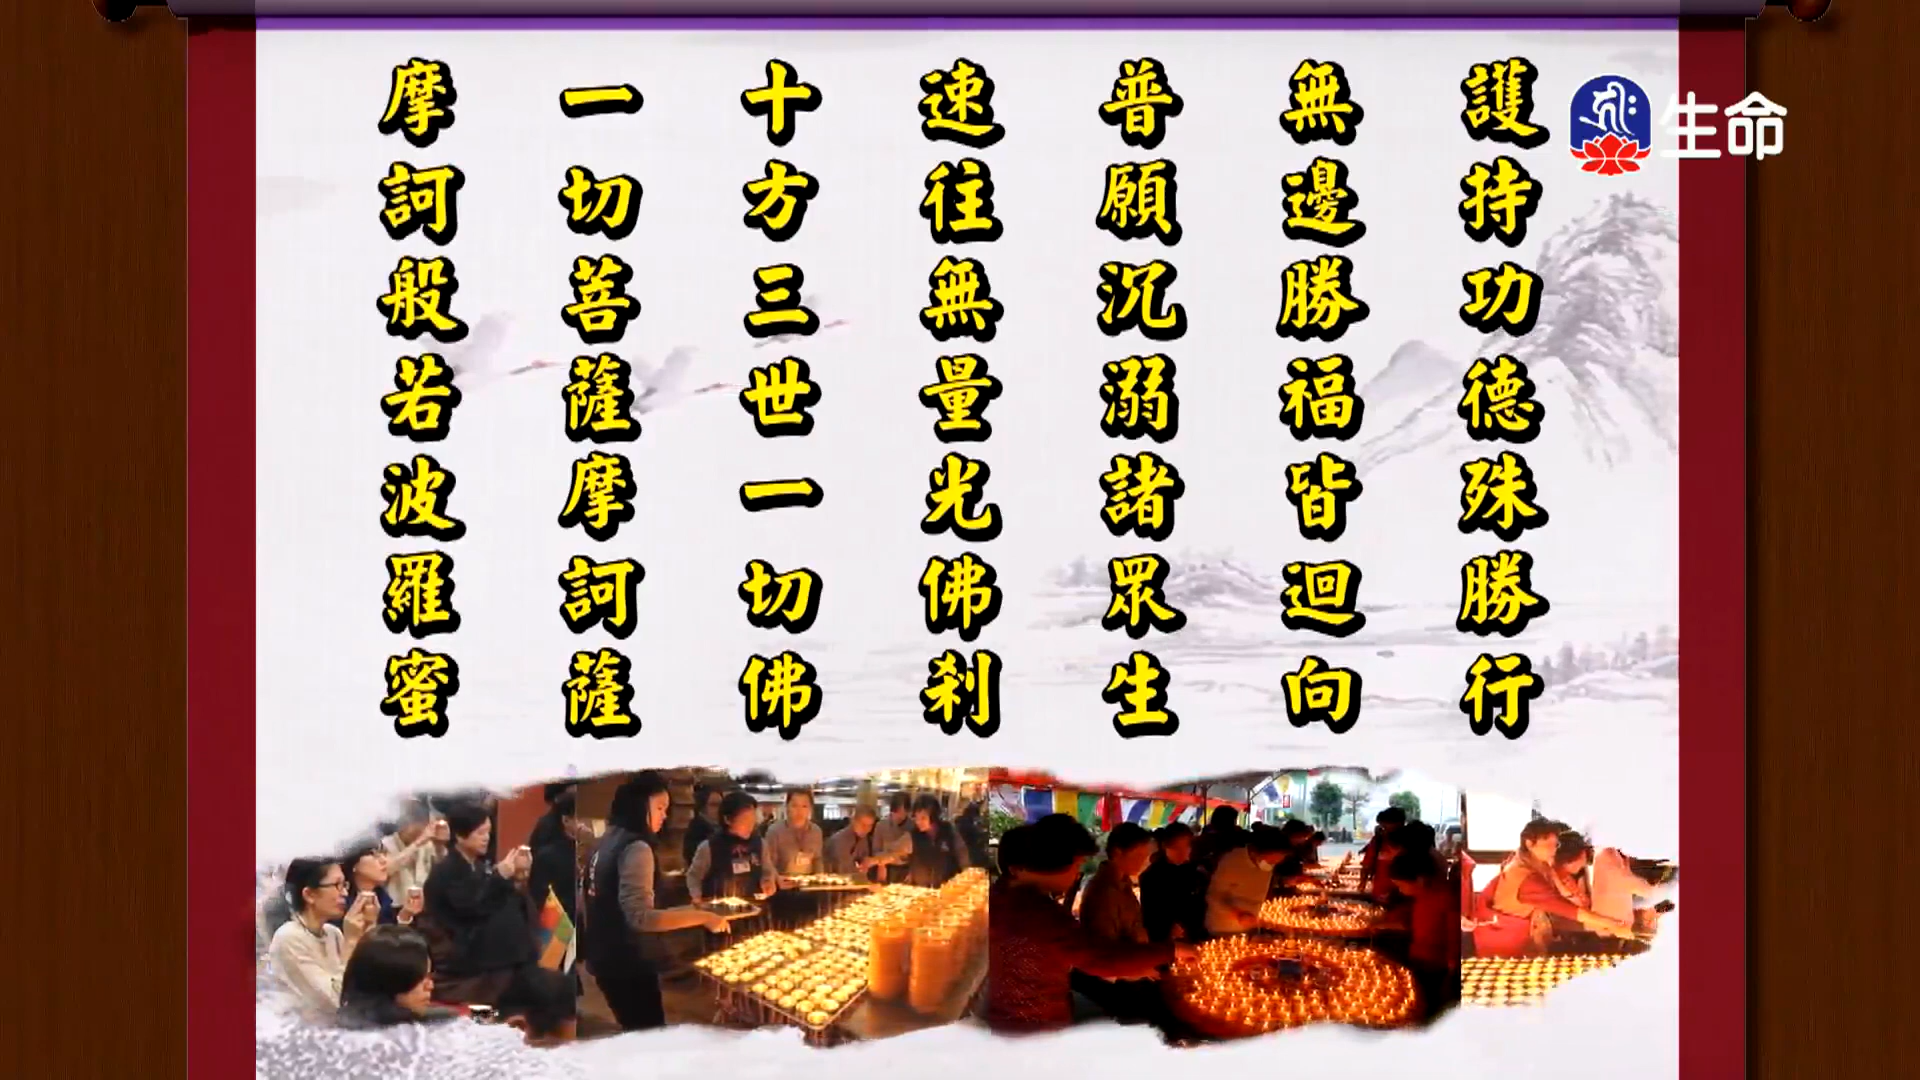 護持功德殊勝行
無邊勝福皆迴向
普願沉溺諸眾生
速往無量光佛剎
十方三世一切佛
一切菩薩摩訶薩
摩訶般若波羅蜜
生命